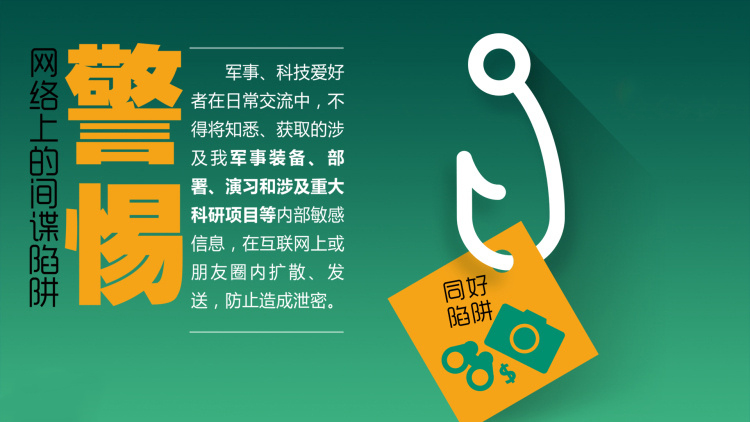 警惕
网络上的间谍陷阱
军事、科技爱好
者在日常交流中，不
得将知悉、获取的涉
及我军事装备、部
署、演习和涉及重大
科研项目等内部敏感
信息，在互联网上或
朋友圈内扩散、发
送，防止造成泄密。
同好
陷阱
$